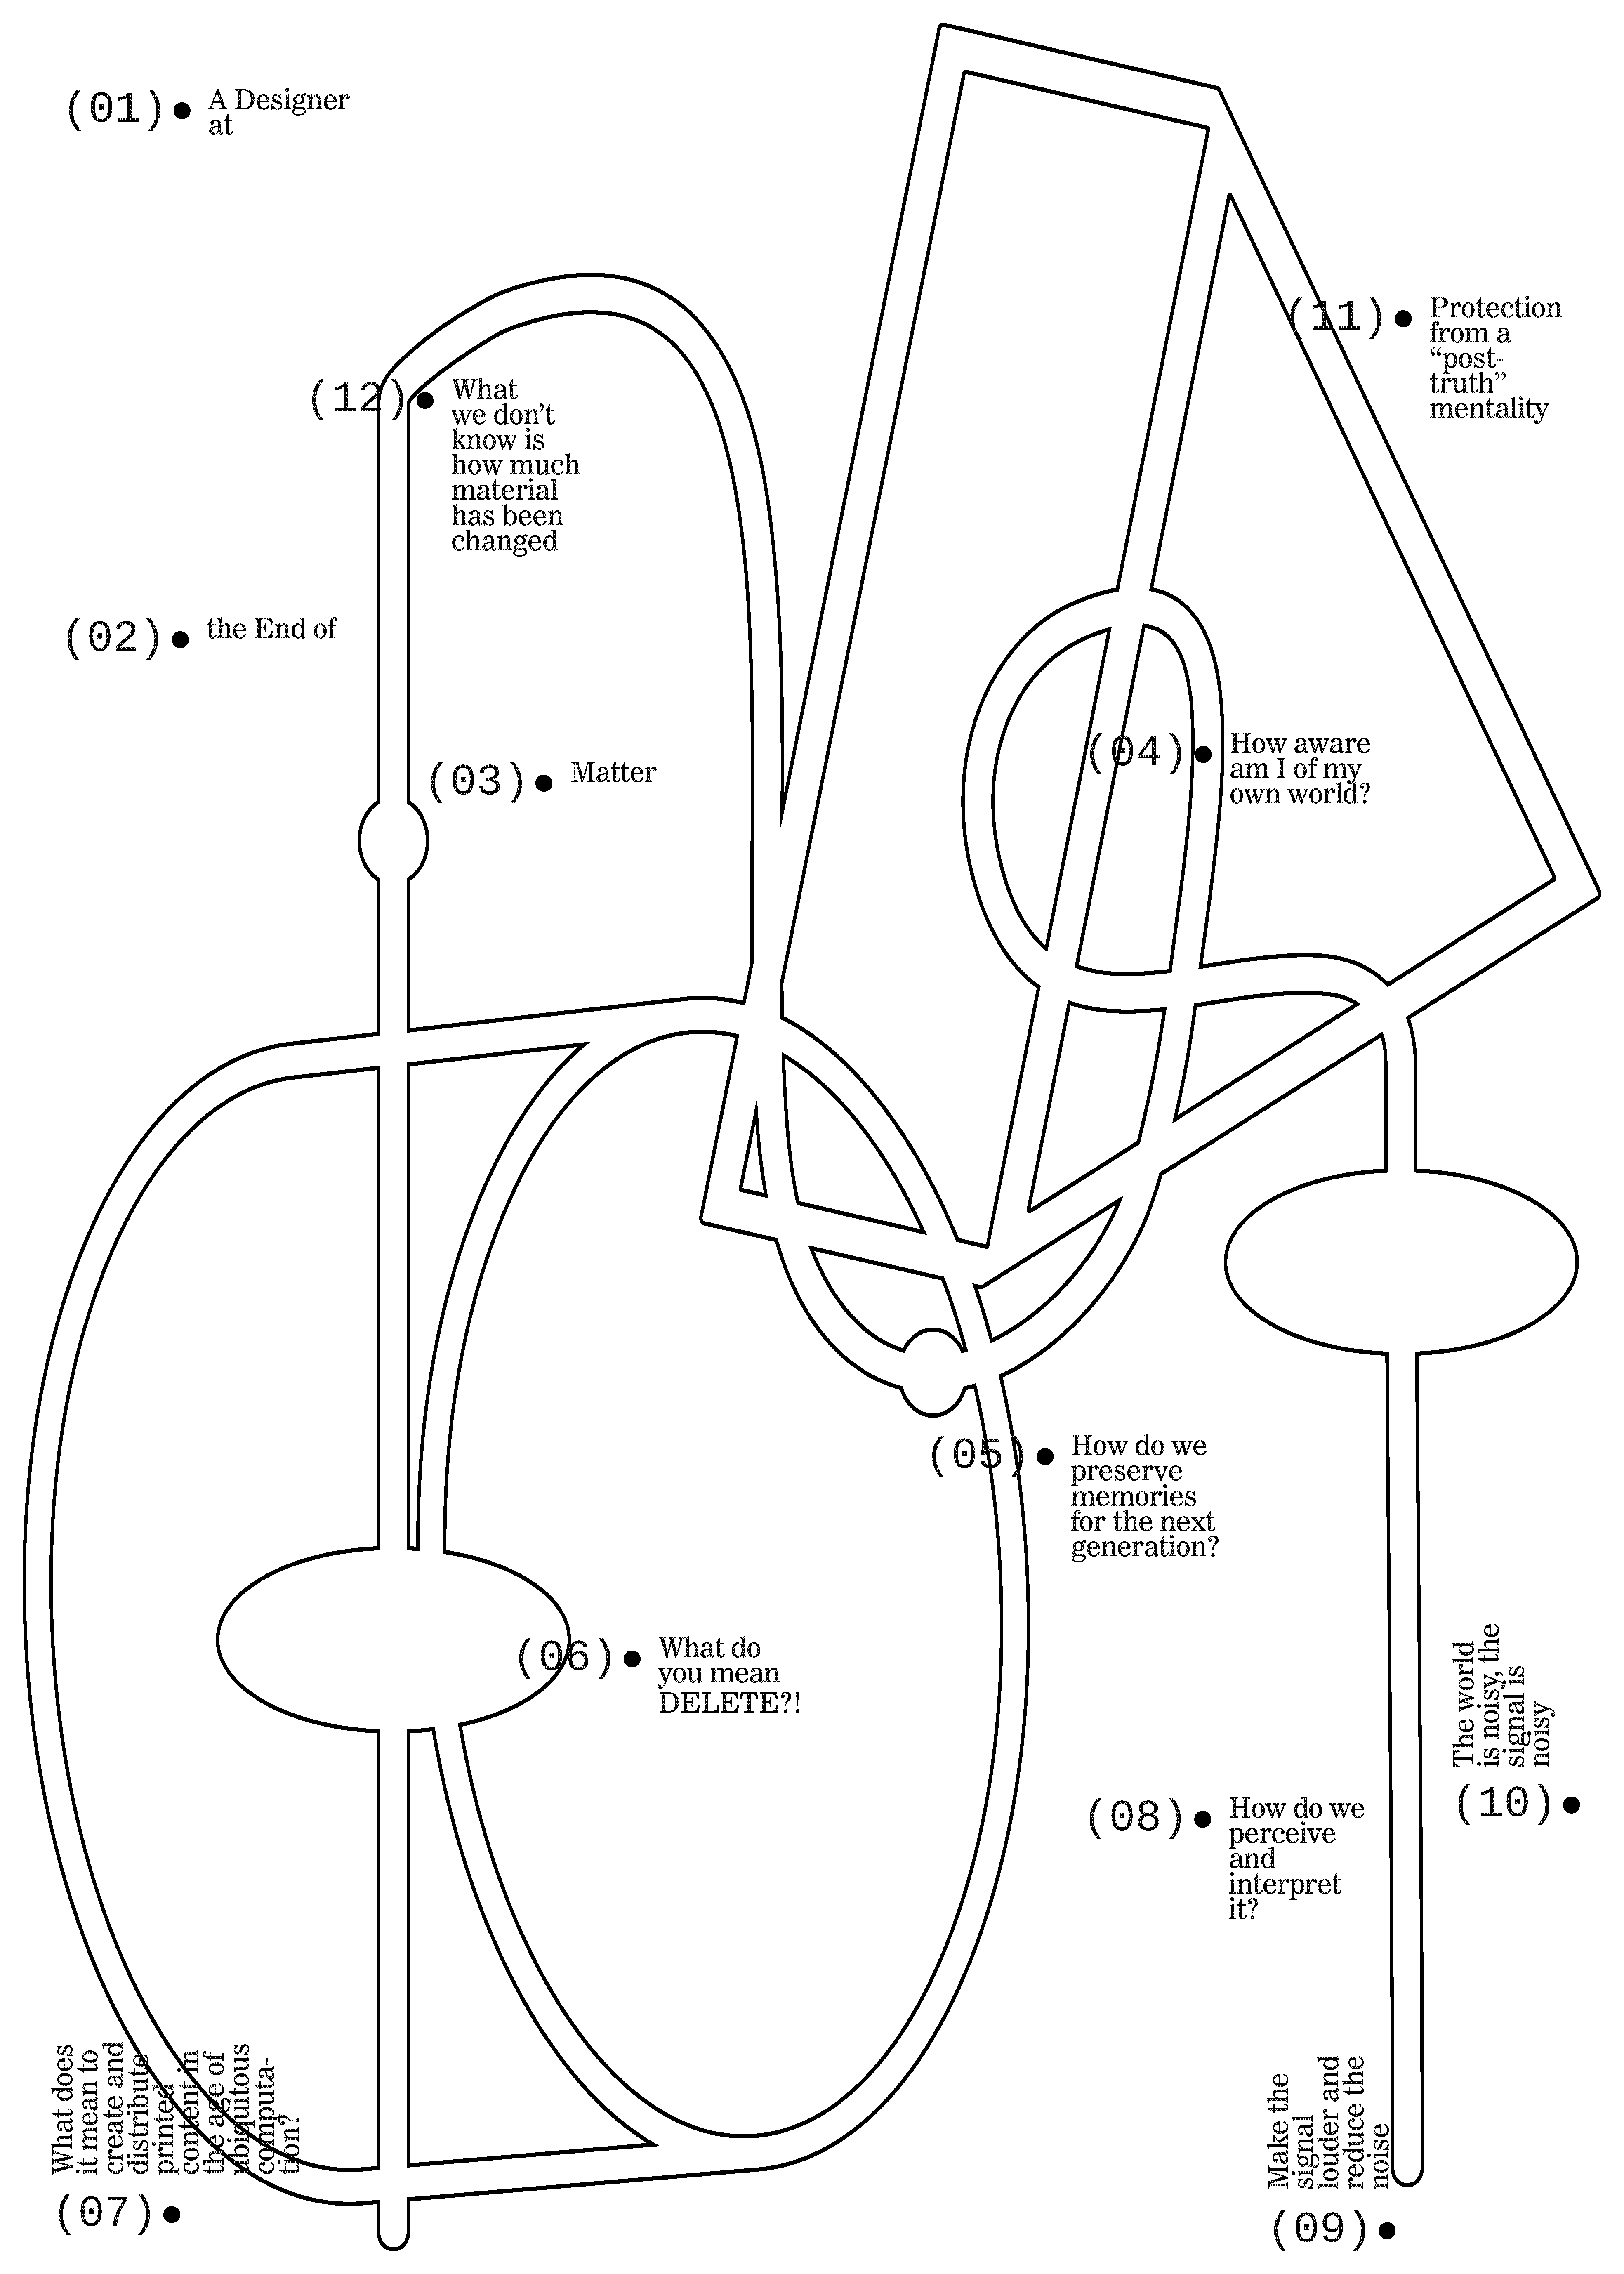 (01) A Designer
at
(02) the End of
(03) Matter
(04) How aware
am I of my
own world?
(05) How do we
preserve
memories
for the next
generation?
(06) What do
you mean
DELETE?!
(07) What does
it mean to
create and
distribute
printed
content in
the age of
ubiquitous
computa-
tion?
(08) How do we
perceive
and
interpret
it?
(09) Make the
signal
louder and
reduce the
noise
(10) The world
is noisy, the
signal is
noisy
(11) Protection
from a
“post-
truth”
mentality
(12) What
we don’t
know is
how much
material
has been
changed